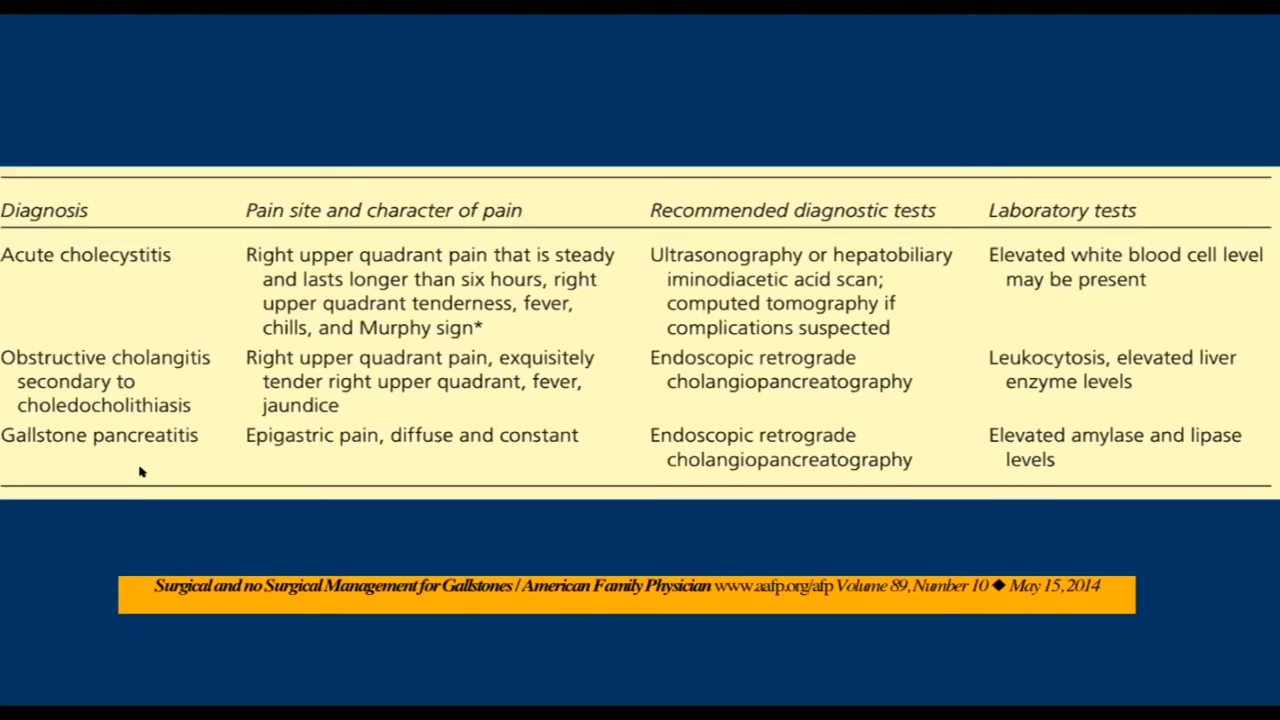 Diagnosis Pain site and character of pain Recommended diagnostic tests Laboratory tests
Acute cholecystitis
Right upper quadrant pain that is steady
and lasts longer than six hours, right
upper quadrant tenderness, fever,
chills, and Murphy sign*
Ultrasonography or hepatobiliary
iminodiacetic acid scan;
computed tomography if
complications suspected
Elevated white blood cell level
may be present
Obstructive cholangitis
secondary to
choledocholithiasis
Right upper quadrant pain, exquisitely
tender right upper quadrant, fever,
jaundice
Endoscopic retrograde
cholangiopancreatography
Leukocytosis, elevated liver
enzyme levels
Gallstone pancreatitis
Epigastric pain, diffuse and constant
Endoscopic retrograde
cholangiopancreatography
Elevated amylase and lipase
levels
Surgical and no Surgical Management for Gallstones / American Family Physician www.aafp.org/afp Volume 89, Number 10 ◆ May 15, 2014